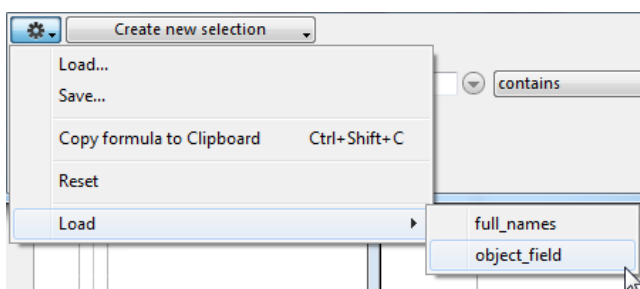 Create new selection
Load...
Save...
contains
Copy formula to Clipboard Ctrl+Shift+C
Reset
Load
full_names
object_field